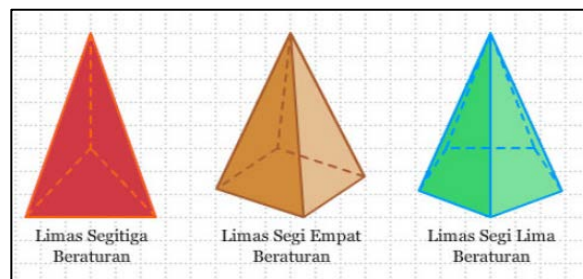 Limas Segitiga
Beraturan
Limas Segi Empat
Beraturan
Limas Segi Lima
Beraturan